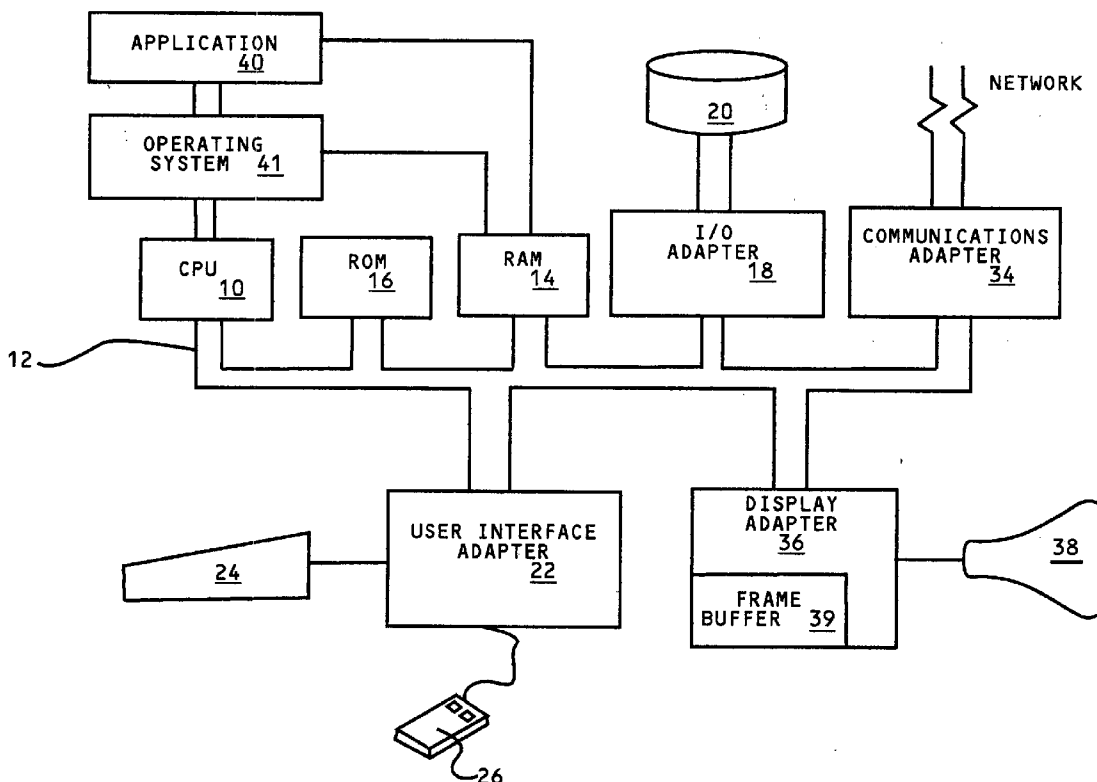 APPLICATION
40
OPERATING
SYSTEM 41
CPU
10
ROM
16
RAM
14
20
I/O
ADAPTER
18
NETWORK
COMMUNICATIONS
ADAPTER
34
12
USER INTERFACE
ADAPTER
22
24
26
DISPLAY
ADAPTER
36
FRAME
BUFFER 39
38